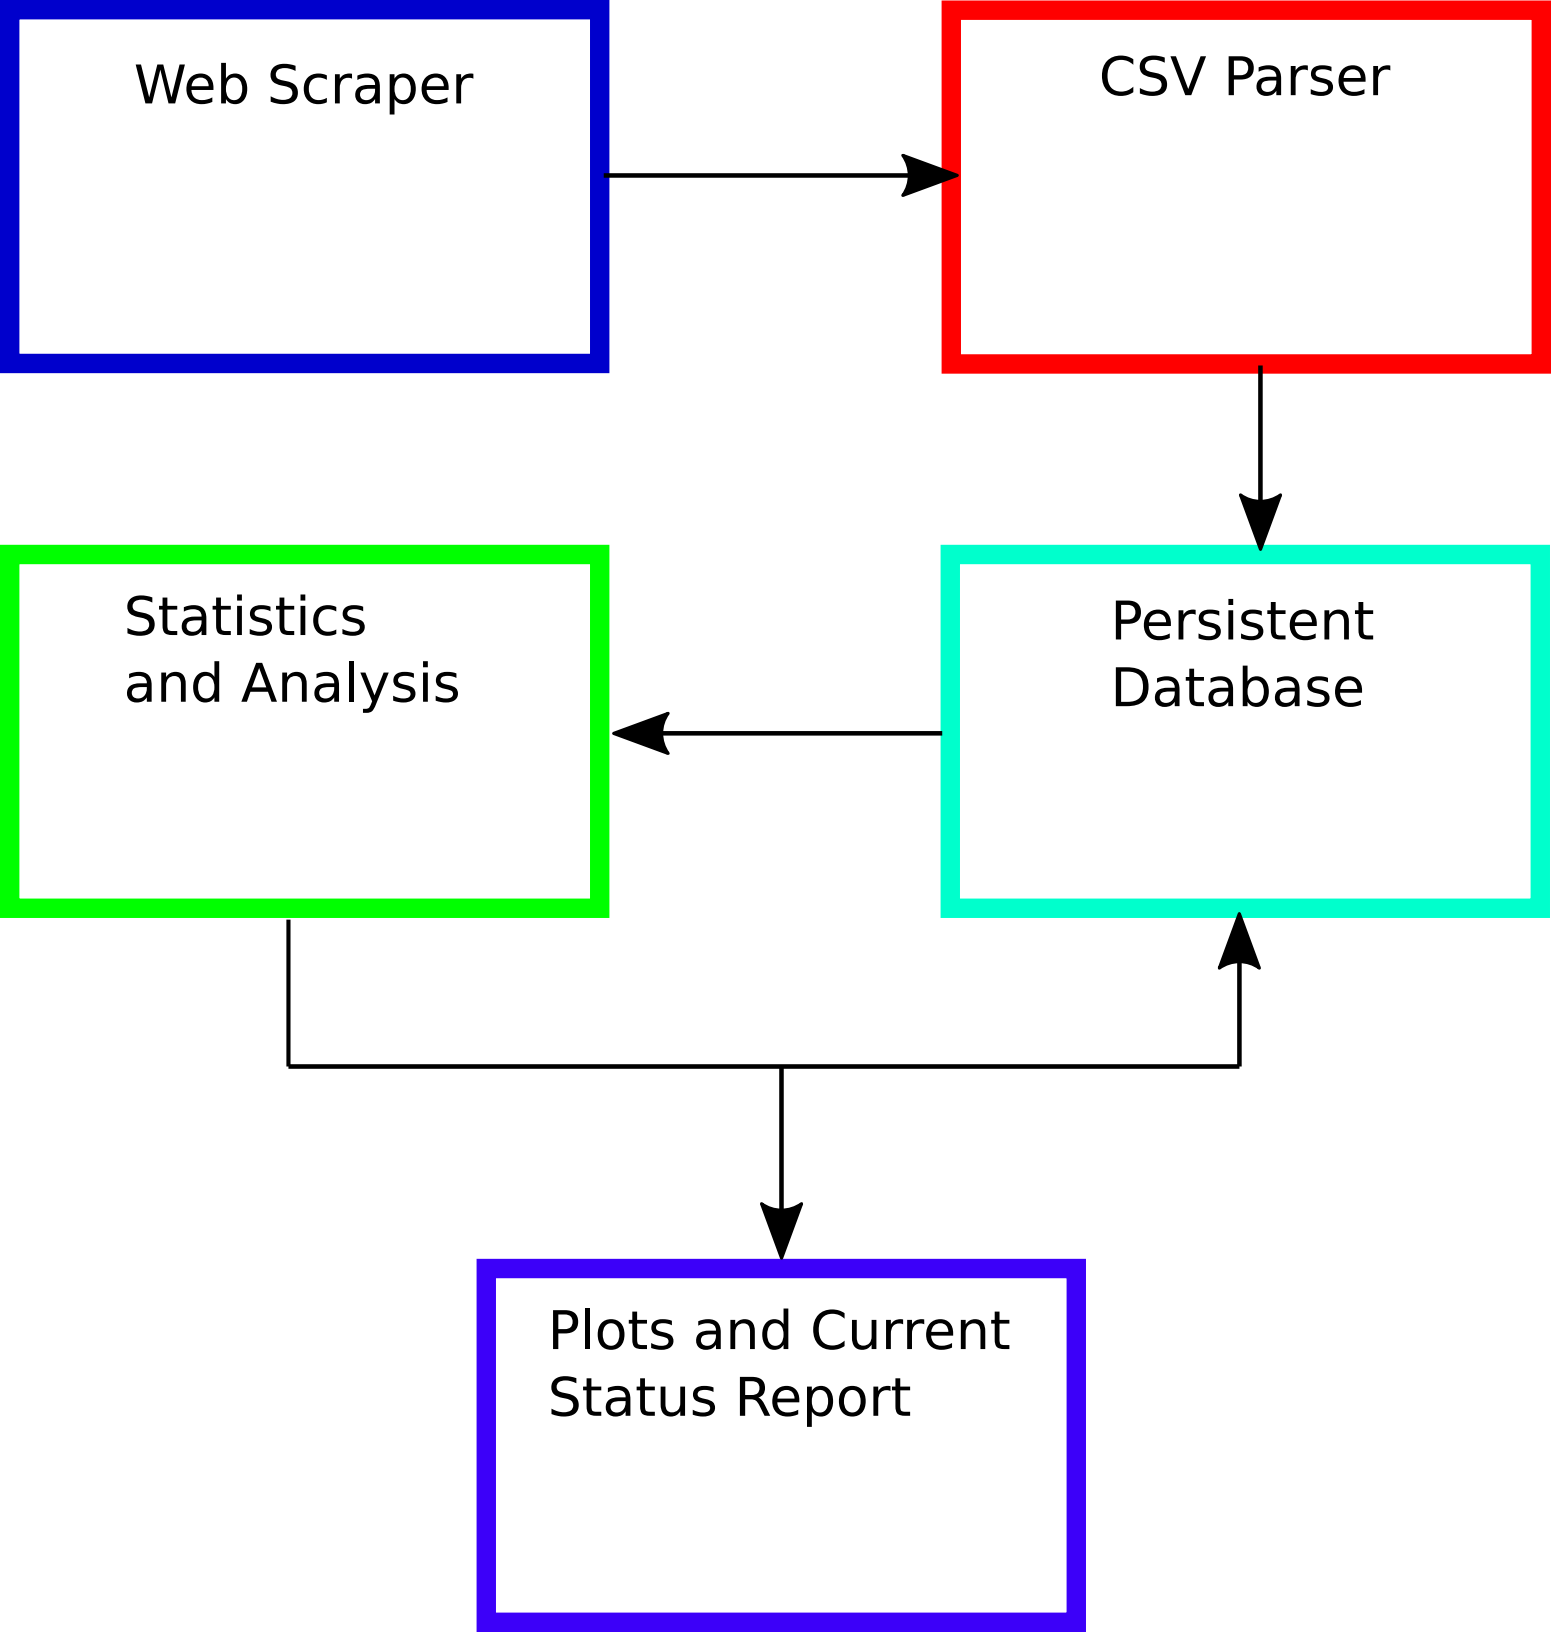 Web Scraper
CSV Parser
Statistics
and Analysis
Persistent
Database
Plots and Current
Status Report